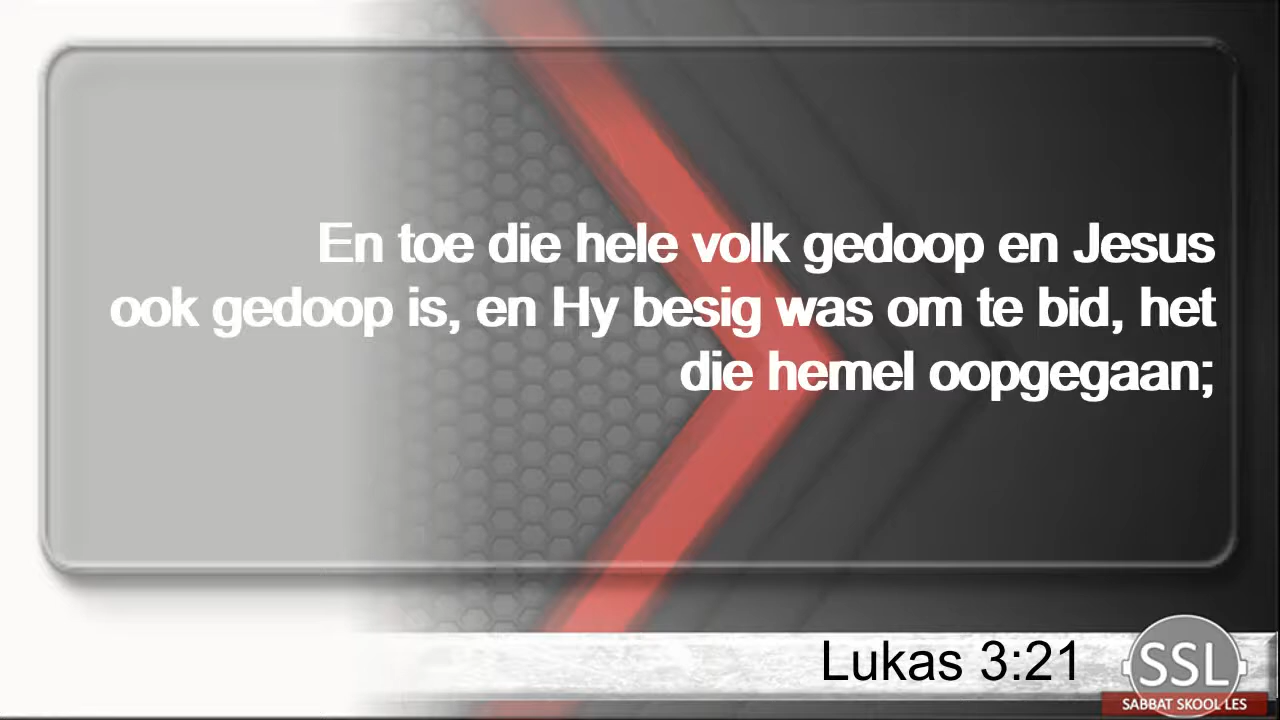 En toe die hele volk gedoop en Jesus
ook gedoop is, en Hy besig was om te bid, het
die hemel oopgegaan;
Lukas 3:21
SSL
SABBAT SKOOL LES